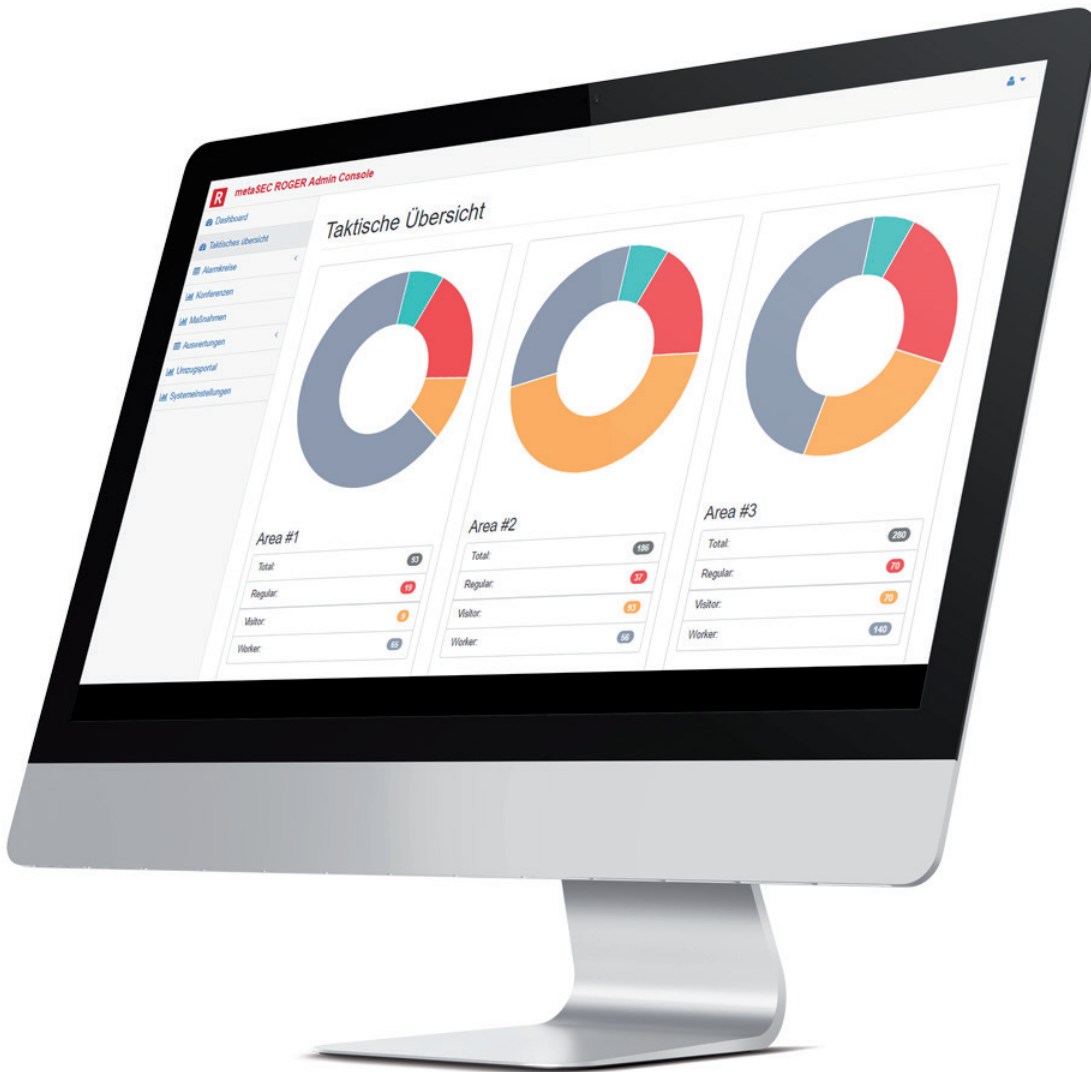 R
metaSEC ROGER Admin Console
Dashboard
Taktisches übersicht
Alarmkreise
Konferenzen
Maßnahmen
Auswertungen
Umzugsportal
Systemeinstellungen
Taktische Übersicht
Area #1
Total: 93
Regular: 19
Visitor: 9
Worker: 65
Area #2
Total: 186
Regular: 37
Visitor: 93
Worker: 56
Area #3
Total: 280
Regular: 70
Visitor: 70
Worker: 140